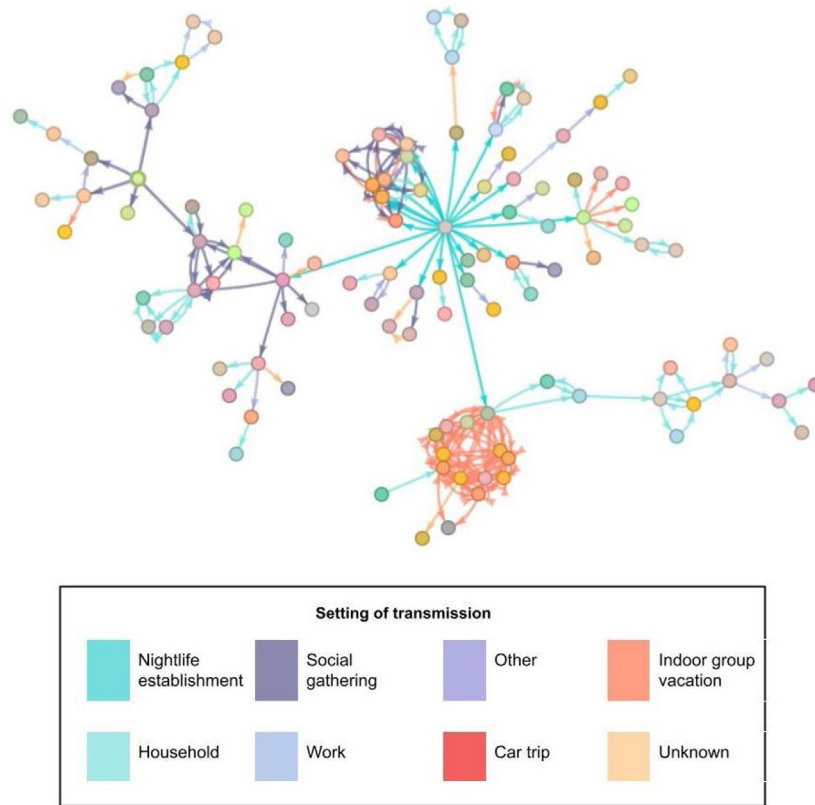 Setting of transmission
Nightlife
establishment
Social
gathering
Other
Indoor group
vacation
Household
Work
Car trip
Unknown